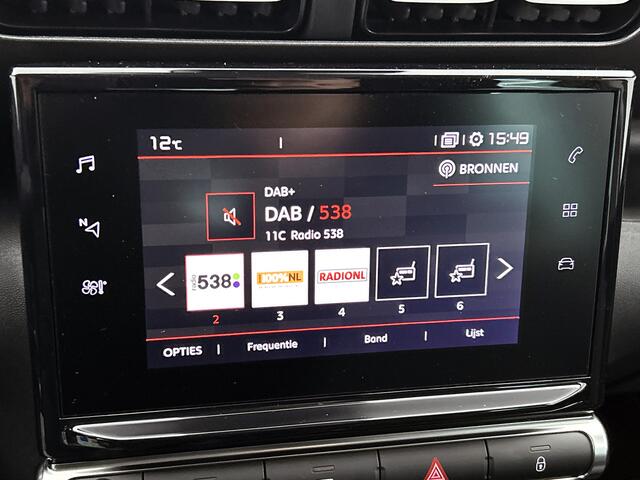 12°C
15:49
BRONNEN
DAB+
DAB / 538
11C Radio 538
radio 538
100%NL
RADIONL
2 3 4 5 6
OPTIES Frequentie Band Lijst
N